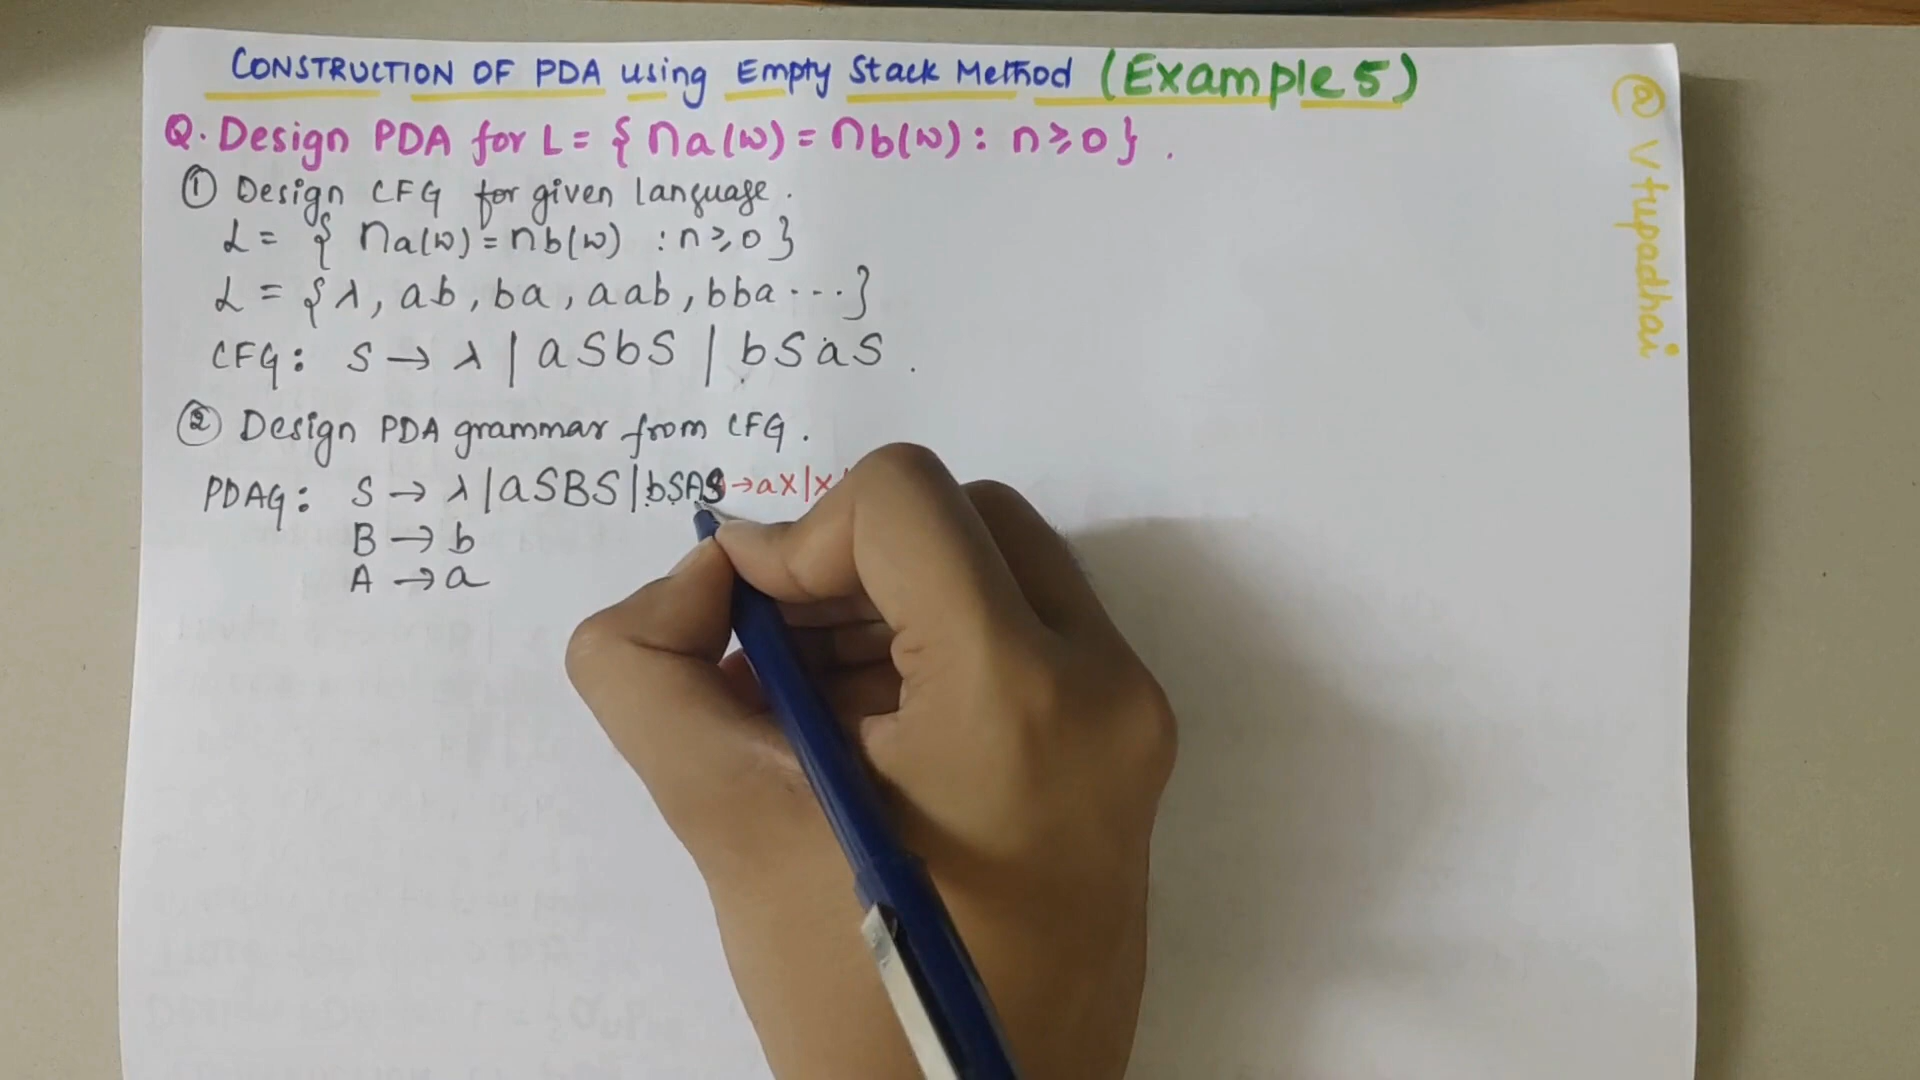 CONSTRUCTION OF PDA using Empty Stack Method (Example 5)
Q. Design PDA for L = { na(w) = nb(w) : n ≥ 0 } .
① Design CFG for given language .
L = { na(w) = nb(w) : n ≥ 0 }
L = { λ, ab, ba, aab, bba ... }
CFG : S → λ | aSbS | bSaS .
② Design PDA grammar from CFG .
PDAG : S → λ | aSBS | bSAS → aX | X
B → b
A → a
@ Vtupadhai